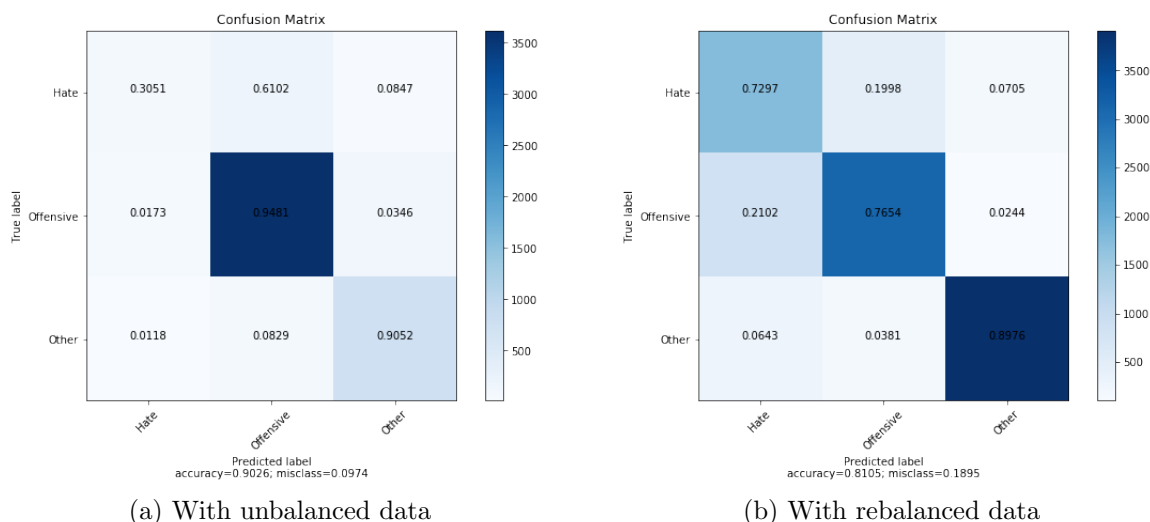 Confusion Matrix
Hate
Offensive
Other
True label
0.3051 0.6102 0.0847
0.0173 0.9481 0.0346
0.0118 0.0829 0.9052
Hate Offensive Other
Predicted label
accuracy=0.9026; misclass=0.0974
3500
3000
2500
2000
1500
1000
500
(a) With unbalanced data
Confusion Matrix
Hate
Offensive
Other
True label
0.7297 0.1998 0.0705
0.2102 0.7654 0.0244
0.0643 0.0381 0.8976
Hate Offensive Other
Predicted label
accuracy=0.8105; misclass=0.1895
3500
3000
2500
2000
1500
1000
500
(b) With rebalanced data